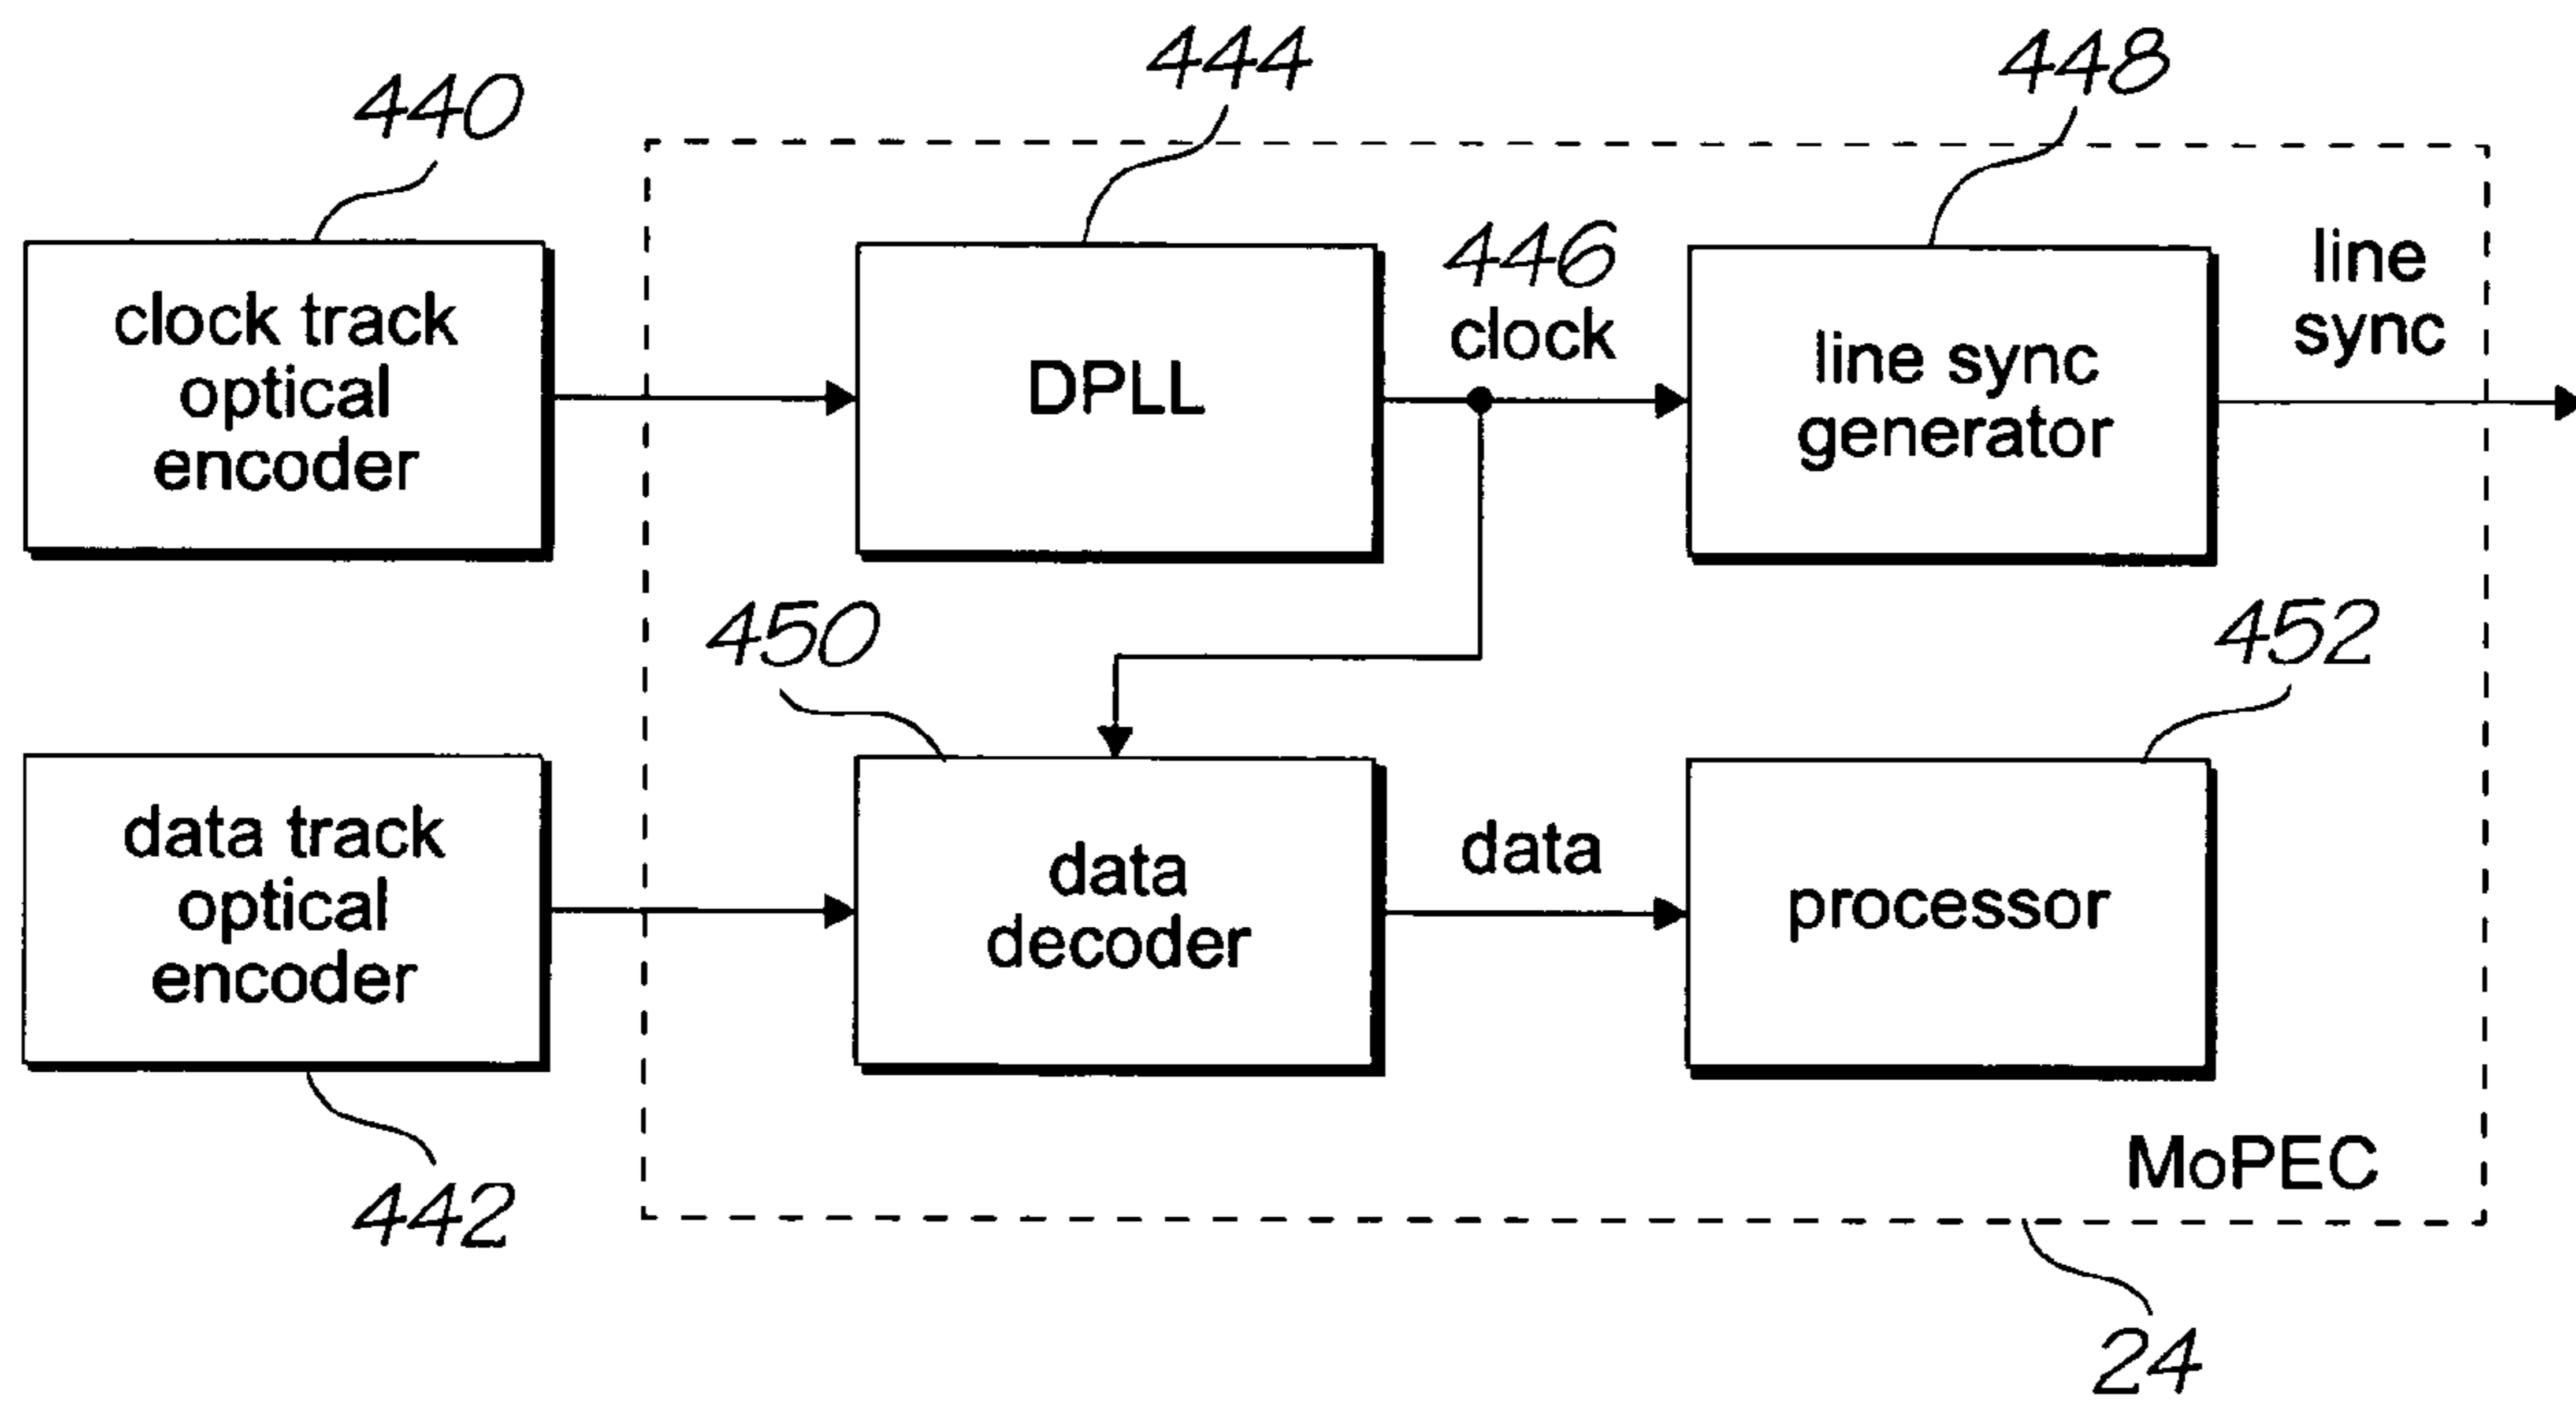 444
448
440
446
clock
line
sync
clock track
optical
encoder
DPLL
line sync
generator
450
452
data track
optical
encoder
data
decoder
data
processor
MoPEC
442
24